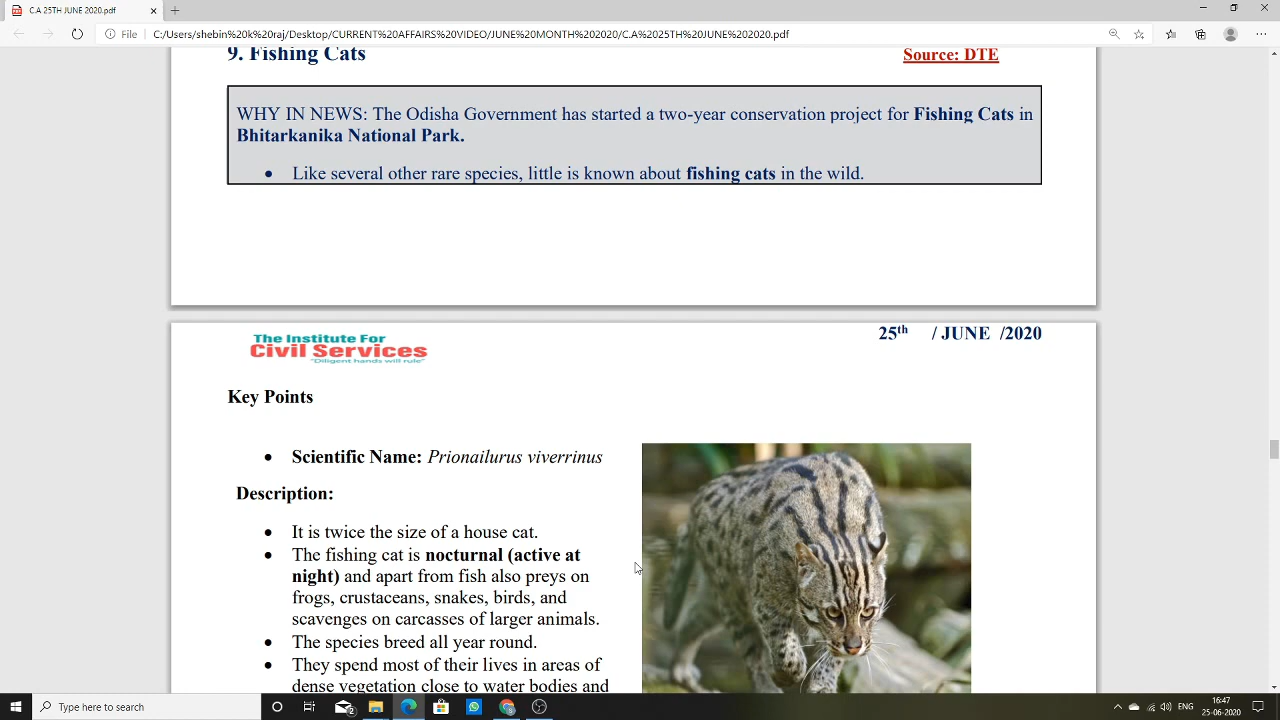 C.A 25TH JUNE 2020.pdf
File
C:/Users/shebin%20k%20raj/Desktop/CURRENT%20AFFAIRS%20VIDEO/JUNE%20MONTH%202020/C.A%2025TH%20JUNE%202020.pdf
9. Fishing Cats
Source: DTE
WHY IN NEWS: The Odisha Government has started a two-year conservation project for Fishing Cats in
Bhitarkanika National Park.
• Like several other rare species, little is known about fishing cats in the wild.
The Institute For
Civil Services
"Diligent hands will rule"
25th / JUNE /2020
Key Points
• Scientific Name: Prionailurus viverrinus
Description:
• It is twice the size of a house cat.
• The fishing cat is nocturnal (active at
night) and apart from fish also preys on
frogs, crustaceans, snakes, birds, and
scavenges on carcasses of larger animals.
• The species breed all year round.
• They spend most of their lives in areas of
dense vegetation close to water bodies and
Type here to search
2
ENG
16:47
25-06-2020